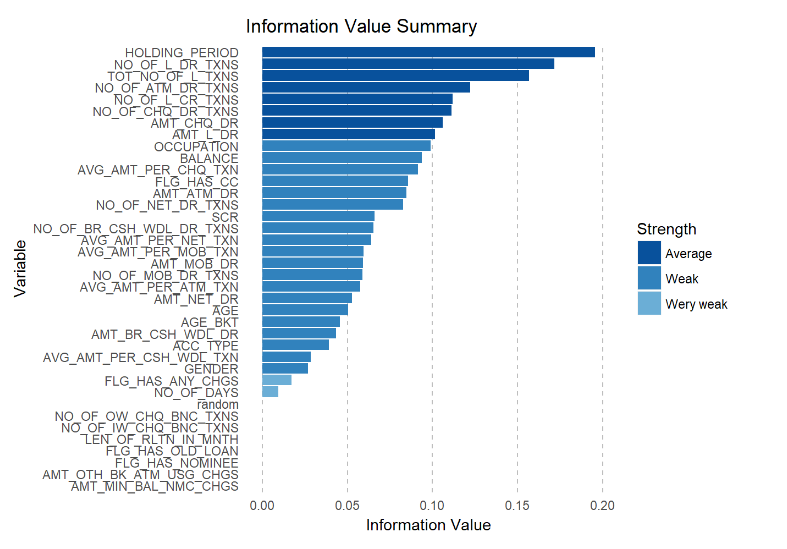 Information Value Summary
HOLDING_PERIOD
NO_OF_L_DR_TXNS
TOT_NO_OF_L_TXNS
NO_OF_ATM_DR_TXNS
NO_OF_L_CR_TXNS
NO_OF_CHQ_DR_TXNS
AMT_CHQ_DR
AMT_L_DR
OCCUPATION
BALANCE
AVG_AMT_PER_CHQ_TXN
FLG_HAS_CC
AMT_ATM_DR
NO_OF_NET_DR_TXNS
SCR
NO_OF_BR_CSH_WDL_DR_TXNS
AVG_AMT_PER_NET_TXN
AVG_AMT_PER_MOB_TXN
AMT_MOB_DR
NO_OF_MOB_DR_TXNS
AVG_AMT_PER_ATM_TXN
AMT_NET_DR
AGE
AGE_BKT
AMT_BR_CSH_WDL_DR
ACC_TYPE
AVG_AMT_PER_CSH_WDL_TXN
GENDER
FLG_HAS_ANY_CHGS
NO_OF_DAYS
random
NO_OF_OW_CHQ_BNC_TXNS
NO_OF_IW_CHQ_BNC_TXNS
LEN_OF_RLTN_IN_MNTH
FLG_HAS_OLD_LOAN
FLG_HAS_NOMINEE
AMT_OTH_BK_ATM_USG_CHGS
AMT_MIN_BAL_NMC_CHGS
Variable
0.00 0.05 0.10 0.15 0.20
Information Value
Strength
Average
Weak
Wery weak